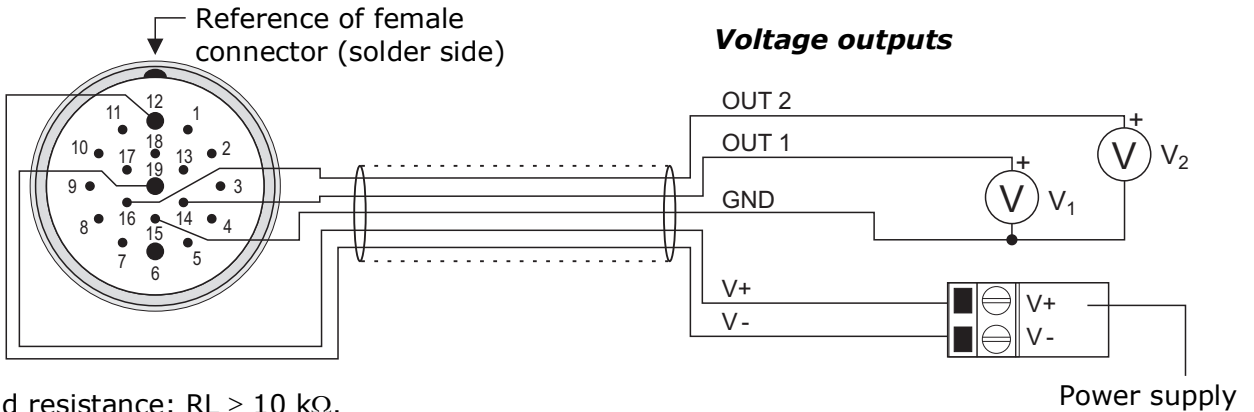 Reference of female
connector (solder side)
Voltage outputs
12
11
1
10
18
2
17
13
19
9
3
16
14
8
15
4
7
5
6
OUT 2
OUT 1
GND
V+
V-
+
V
V2
+
V
V1
V+
V-
Power supply
resistance: RL > 10 kΩ.